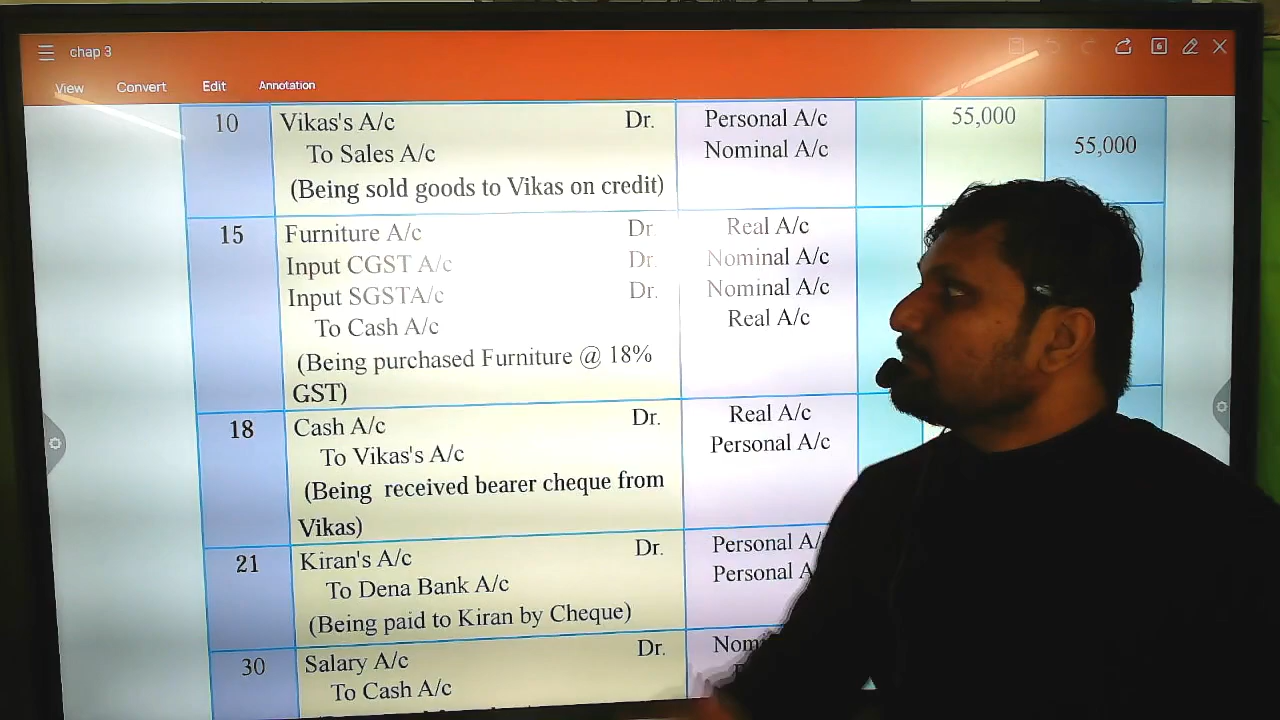 chap 3
View Convert Edit Annotation
10 Vikas's A/c Dr. Personal A/c 55,000
To Sales A/c Nominal A/c 55,000
(Being sold goods to Vikas on credit)
15 Furniture A/c Dr. Real A/c
Input CGST A/c Dr. Nominal A/c
Input SGSTA/c Dr. Nominal A/c
To Cash A/c Real A/c
(Being purchased Furniture @ 18%
GST)
18 Cash A/c Dr. Real A/c
To Vikas's A/c Personal A/c
(Being received bearer cheque from
Vikas)
21 Kiran's A/c Dr. Personal A/
To Dena Bank A/c Personal A
(Being paid to Kiran by Cheque)
30 Salary A/c Dr. Nom
To Cash A/c